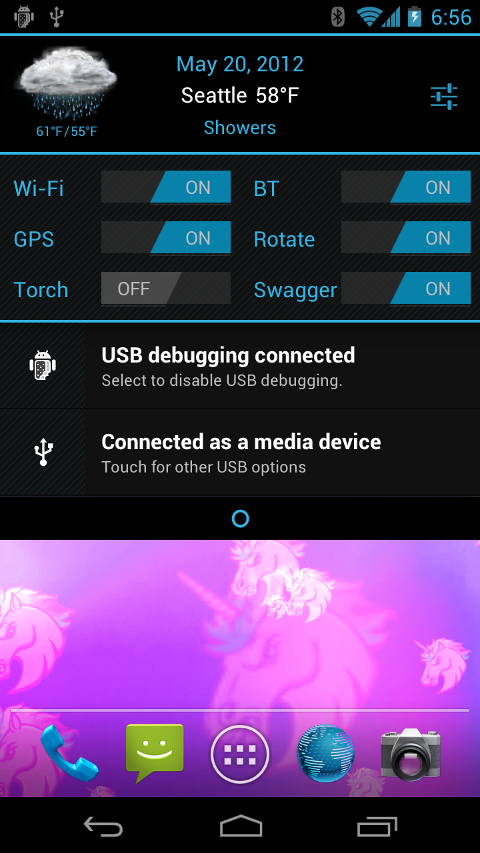 6:56
May 20, 2012
Seattle 58°F
61°F/55°F
Showers
Wi-Fi ON BT ON
GPS ON Rotate ON
Torch OFF Swagger ON
USB debugging connected
Select to disable USB debugging.
Connected as a media device
Touch for other USB options